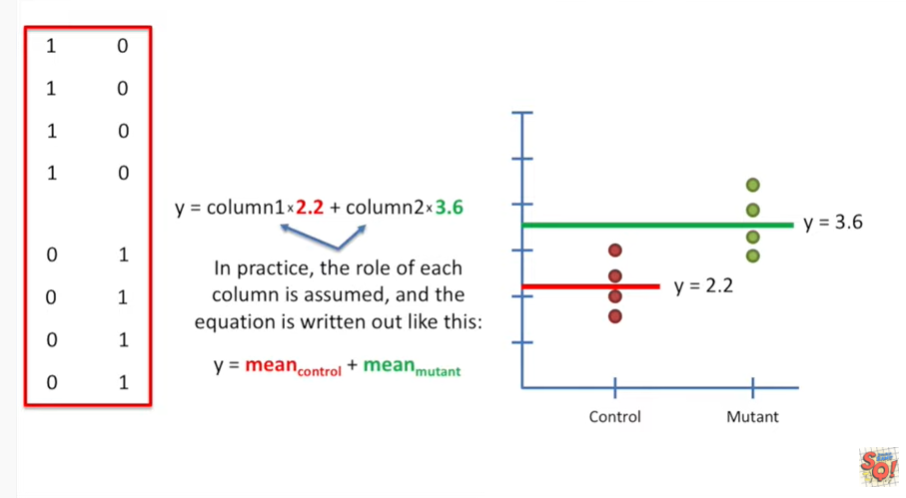 1 0
1 0
1 0
1 0
0 1
0 1
0 1
0 1
y = column1×2.2 + column2×3.6
In practice, the role of each
column is assumed, and the
equation is written out like this:
y = meancontrol + meanmutant
y = 3.6
y = 2.2
Control Mutant
SQ!